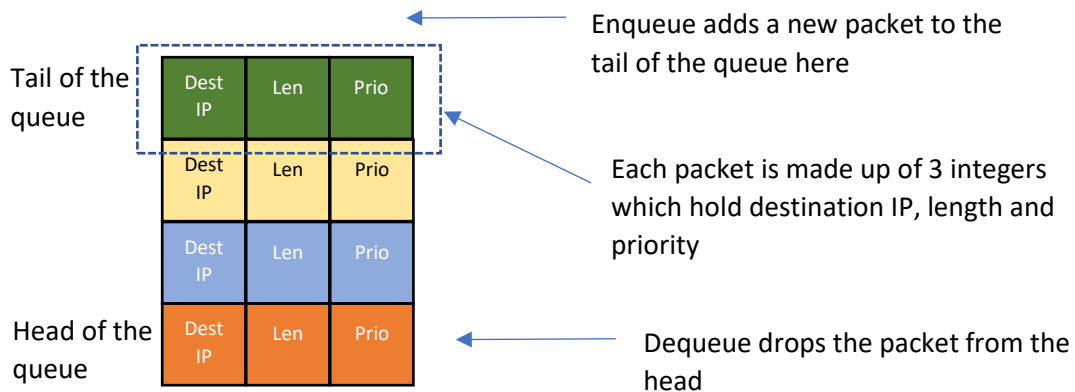 Enqueue adds a new packet to the
tail of the queue here
Tail of the
queue
Dest
IP
Len
Prio
Dest
IP
Len
Prio
Each packet is made up of 3 integers
which hold destination IP, length and
priority
Dest
IP
Len
Prio
Head of the
queue
Dest
IP
Len
Prio
Dequeue drops the packet from the
head